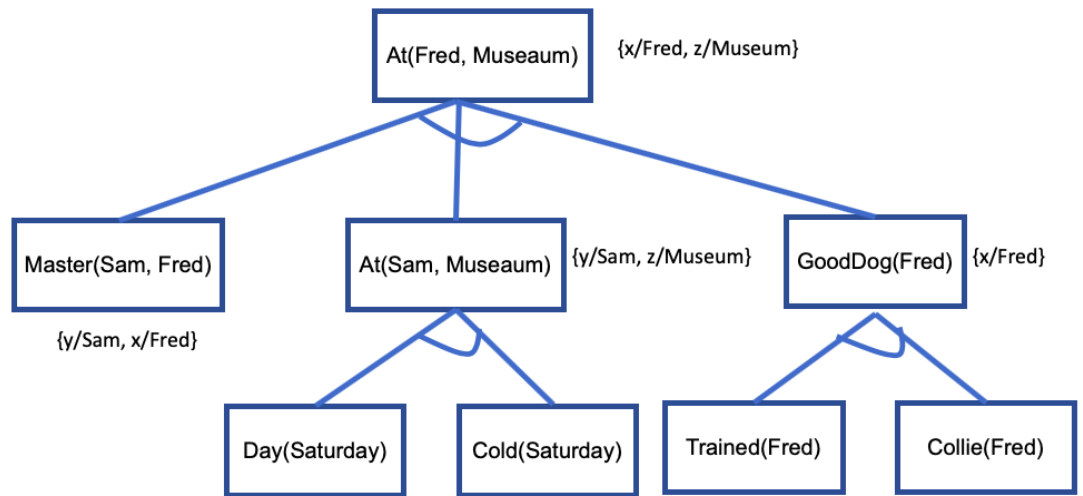 At(Fred, Museaum)
{x/Fred, z/Museum}
Master(Sam, Fred)
{y/Sam, x/Fred}
At(Sam, Museaum)
{y/Sam, z/Museum}
GoodDog(Fred)
{x/Fred}
Day(Saturday)
Cold(Saturday)
Trained(Fred)
Collie(Fred)